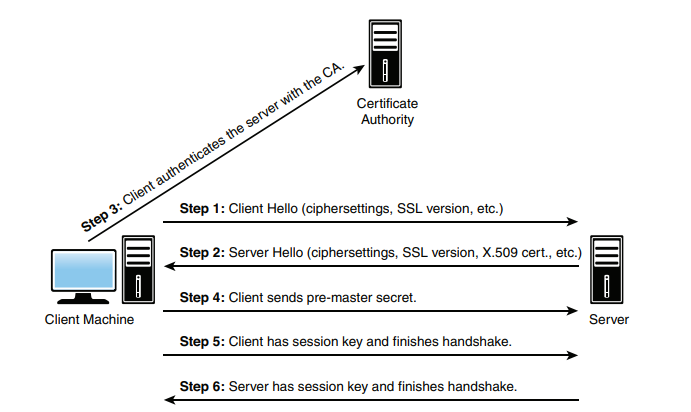 Certificate
Authority
Step 3: Client authenticates the server with the CA.
Step 1: Client Hello (ciphersettings, SSL version, etc.)
Step 2: Server Hello (ciphersettings, SSL version, X.509 cert., etc.)
Step 4: Client sends pre-master secret.
Client Machine
Server
Step 5: Client has session key and finishes handshake.
Step 6: Server has session key and finishes handshake.